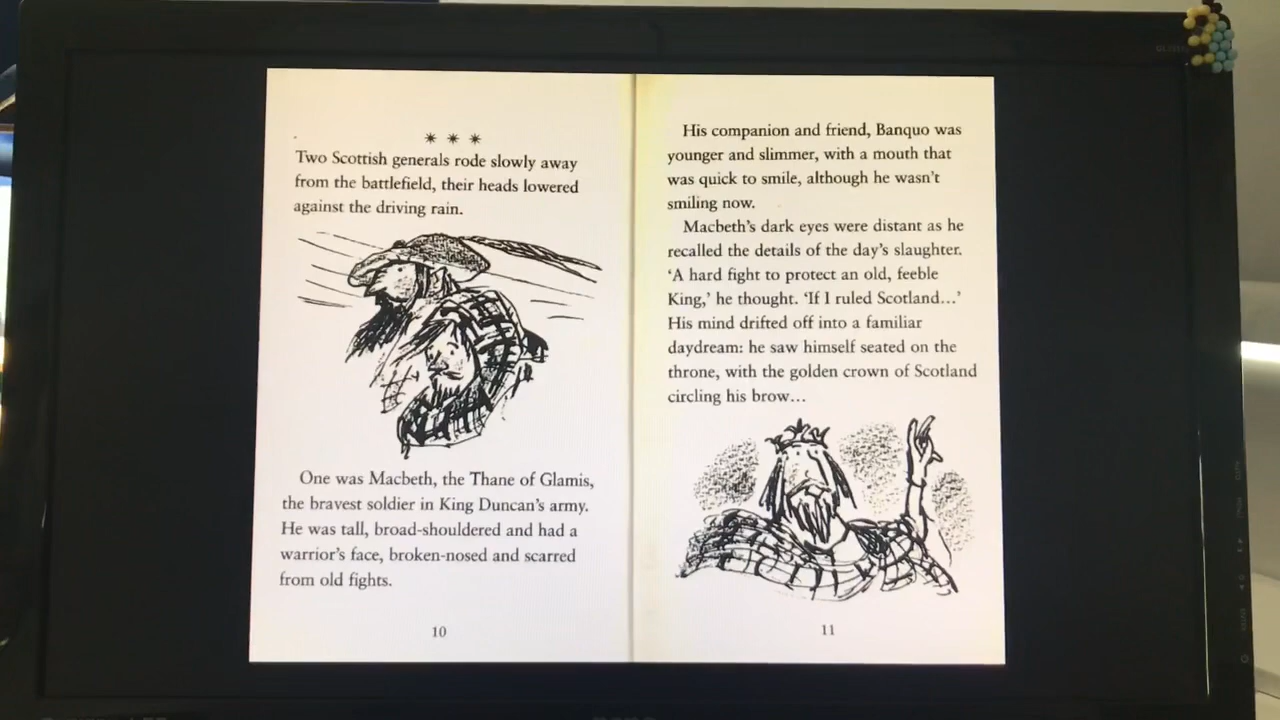 * * *
Two Scottish generals rode slowly away
from the battlefield, their heads lowered
against the driving rain.
One was Macbeth, the Thane of Glamis,
the bravest soldier in King Duncan's army.
He was tall, broad-shouldered and had a
warrior's face, broken-nosed and scarred
from old fights.
10
His companion and friend, Banquo was
younger and slimmer, with a mouth that
was quick to smile, although he wasn't
smiling now.
Macbeth's dark eyes were distant as he
recalled the details of the day's slaughter.
‘A hard fight to protect an old, feeble
King,’ he thought. ‘If I ruled Scotland…’
His mind drifted off into a familiar
daydream: he saw himself seated on the
throne, with the golden crown of Scotland
circling his brow…
11